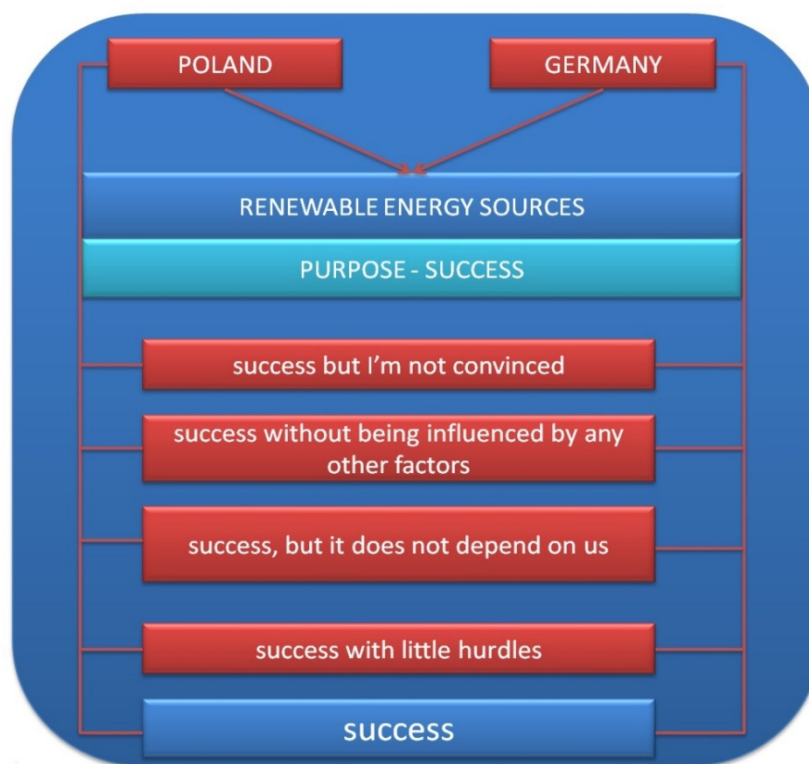 POLAND
GERMANY
RENEWABLE ENERGY SOURCES
PURPOSE - SUCCESS
success but I'm not convinced
success without being influenced by any
other factors
success, but it does not depend on us
success with little hurdles
success